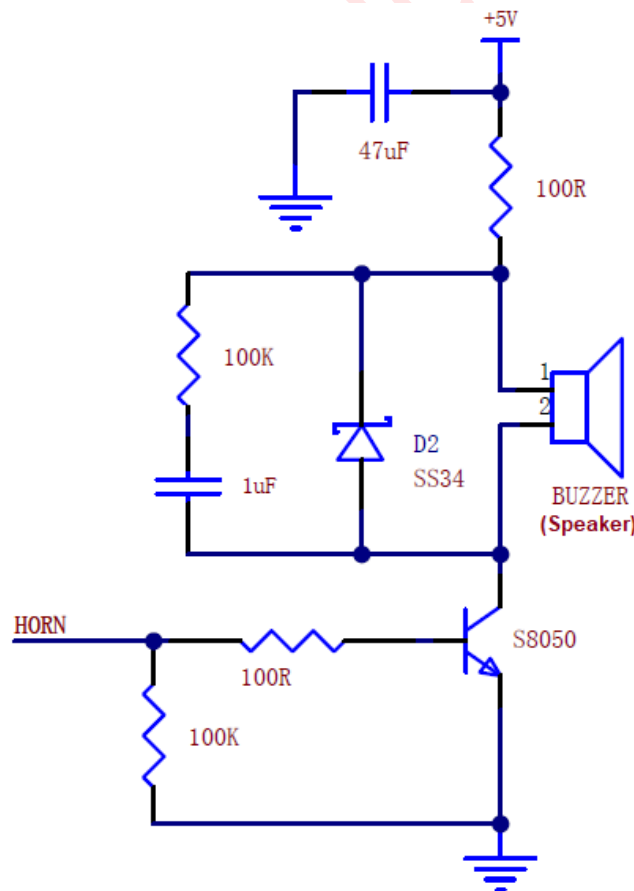 +5V
47uF
100R
100K
1
2
D2
1uF
SS34
BUZZER
(Speaker)
HORN
S8050
100R
100K